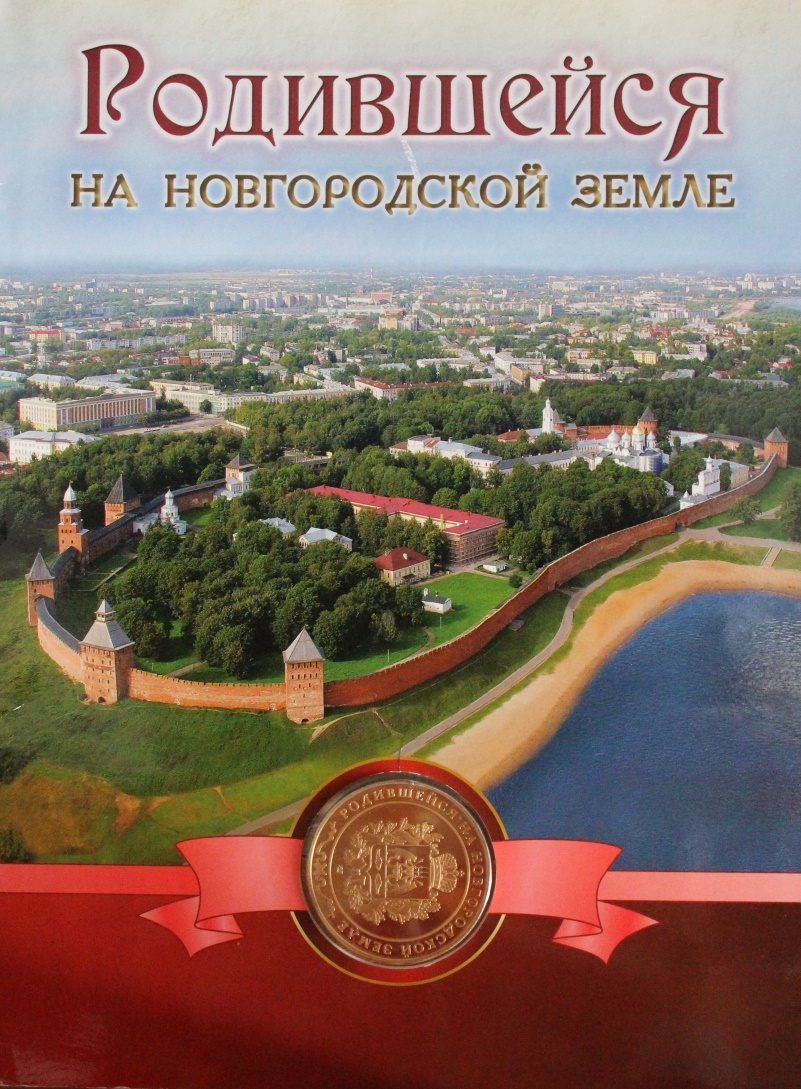 Родившейся
на новгородской земле
РОДИВШЕЙСЯ НА НОВГОРОДСКОЙ ЗЕМЛЕ